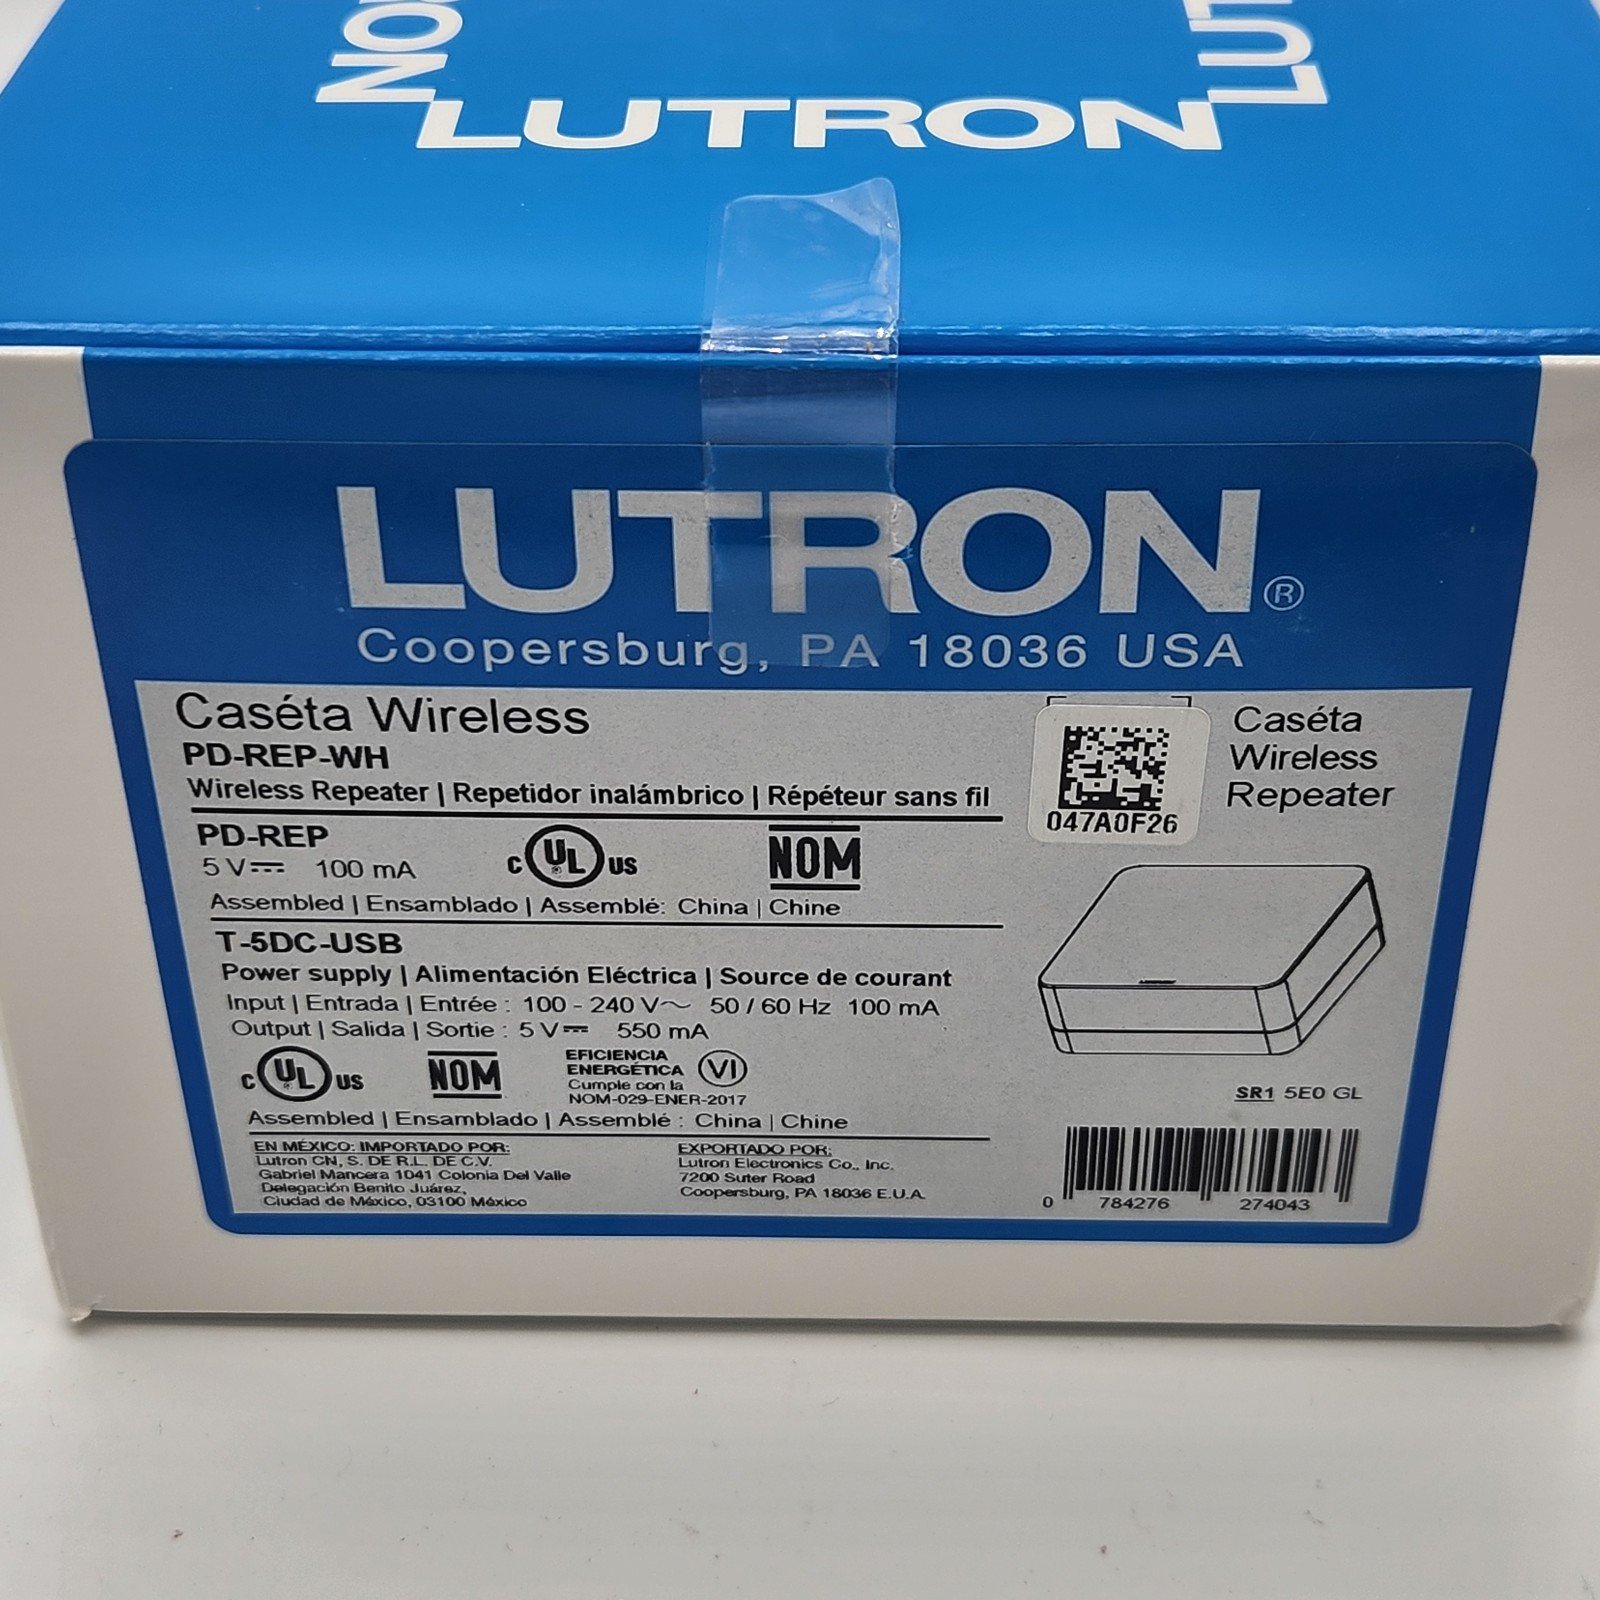 LUTRON
LUTRON®
Coopersburg, PA 18036 USA
Caséta Wireless
PD-REP-WH
Wireless Repeater | Repetidor inalámbrico | Répéteur sans fil
047A0F26
Caséta
Wireless
Repeater
PD-REP
5 V⎓ 100 mA
C UL US
NOM
Assembled | Ensamblado | Assemblé: China | Chine
T-5DC-USB
Power supply | Alimentación Eléctrica | Source de courant
Input | Entrada | Entrée : 100 - 240 V~ 50 / 60 Hz 100 mA
Output | Salida | Sortie : 5 V⎓ 550 mA
C UL US
NOM
EFICIENCIA
ENERGÉTICA
Cumple con la
NOM-029-ENER-2017
VI
Assembled | Ensamblado | Assemblé : China | Chine
EN MÉXICO: IMPORTADO POR:
Lutron CN, S. DE R.L. DE C.V.
Gabriel Mancera 1041 Colonia Del Valle
Delegación Benito Juárez,
Ciudad de México, 03100 México
EXPORTADO POR:
Lutron Electronics Co., Inc.
7200 Suter Road
Coopersburg, PA 18036 E.U.A.
SR1 5E0 GL
0 784276 274043